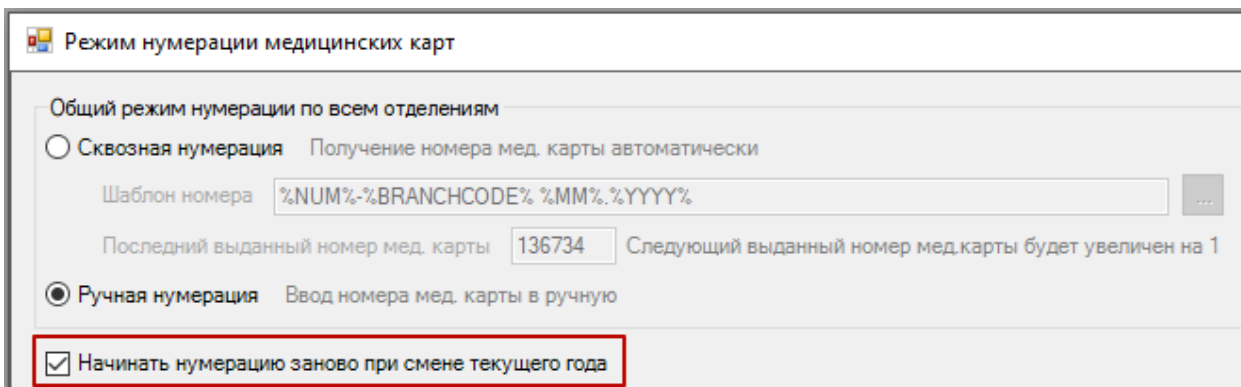 Режим нумерации медицинских карт
Общий режим нумерации по всем отделениям
Сквозная нумерация Получение номера мед. карты автоматически
Шаблон номера %NUM%-%BRANCHCODE% %MM%.%YYYY% ...
Последний выданный номер мед. карты 136734 Следующий выданный номер мед.карты будет увеличен на 1
Ручная нумерация Ввод номера мед. карты в ручную
Начинать нумерацию заново при смене текущего года